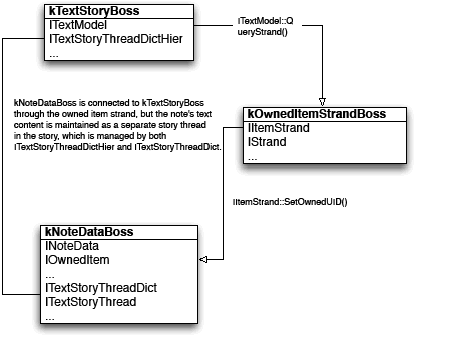 kTextStoryBoss
ITextModel
ITextStoryThreadDictHier
...
ITextModel::Q
ueryStrand()
kNoteDataBoss is connected to kTextStoryBoss
through the owned item strand, but the note's text
content is maintained as a separate story thread
in the story, which is managed by both
ITextStoryThreadDictHier and ITextStoryThreadDict.
kOwnedItemStrandBoss
IItemStrand
IStrand
...
IItemStrand::SetOwnedUID()
kNoteDataBoss
INoteData
IOwnedItem
...
ITextStoryThreadDict
ITextStoryThread
...